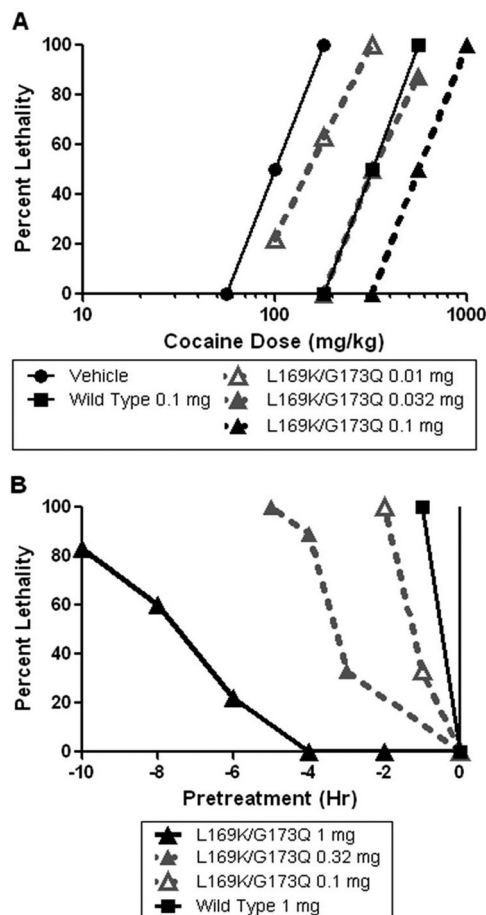 A
Percent Lethality
100
80
60
40
20
0
10
100
1000
Cocaine Dose (mg/kg)
Vehicle
Wild Type 0.1 mg
L169K/G173Q 0.01 mg
L169K/G173Q 0.032 mg
L169K/G173Q 0.1 mg
B
Percent Lethality
100
80
60
40
20
0
-10
-8
-6
-4
-2
0
Pretreatment (Hr)
L169K/G173Q 1 mg
L169K/G173Q 0.32 mg
L169K/G173Q 0.1 mg
Wild Type 1 mg